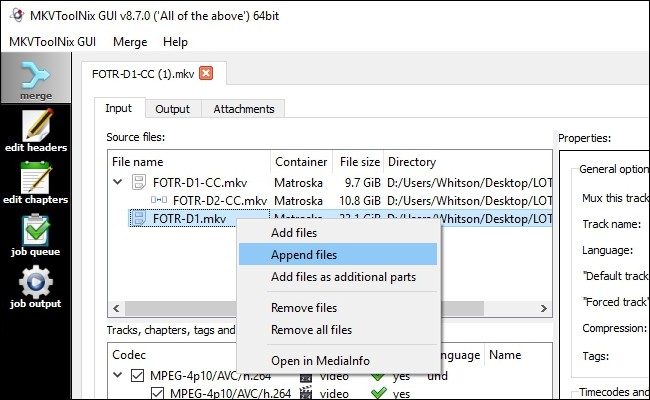 MKVToolNix GUI v8.7.0 ('All of the above') 64bit
MKVToolNix GUI Merge Help
FOTR-D1-CC (1).mkv
merge
Input Output Attachments
edit headers
Source files: Properties:
File name Container File size Directory
General option
FOTR-D1-CC.mkv Matroska 9.7 GiB D:/Users/Whitson/Desktop/LOT
Mux this track
edit chapters
FOTR-D2-CC.mkv Matroska 10.8 GiB D:/Users/Whitson/Desktop/LOT
FOTR-D1.mkv D:/Users/Whitson/Desktop/LOT
Track name:
Add files
Language:
job queue
Append files
"Default track
Add files as additional parts
"Forced track"
job output
Remove files
Compression:
Tracks, chapters, tags and
Remove all files
Tags:
Codec Name
Open in MediaInfo
MPEG-4p10/AVC/h.264 video yes und
MPEG-4p10/AVC/h.264 video yes
Timecodes and